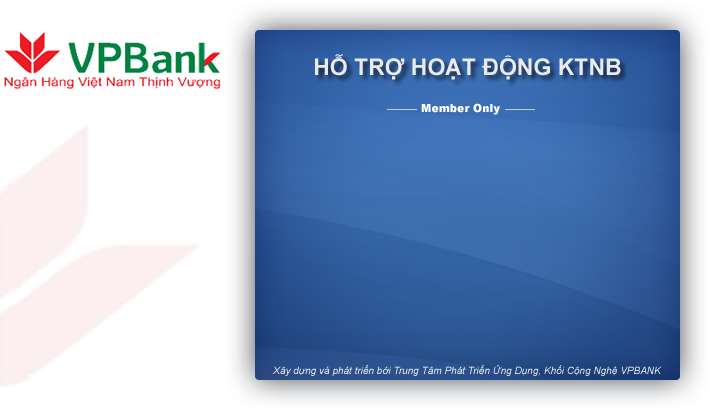 VPBank
Ngân Hàng Việt Nam Thịnh Vượng
HỖ TRỢ HOẠT ĐỘNG KTNB
Member Only
Xây dựng và phát triển bởi Trung Tâm Phát Triển Ứng Dụng, Khối Công Nghệ VPBANK